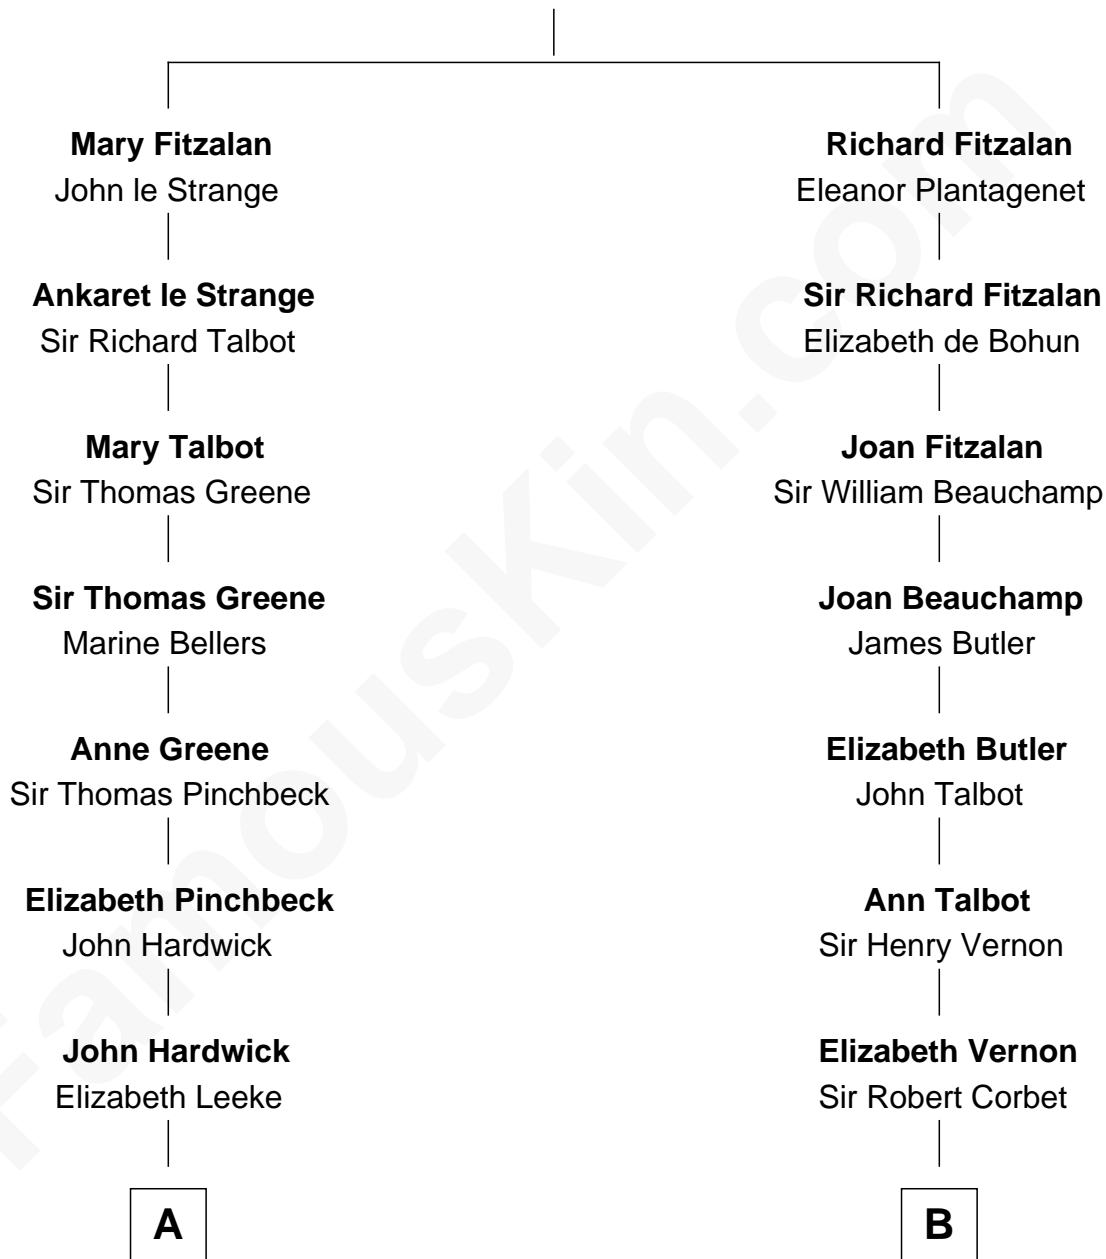 Mary Fitzalan
John le Strange
Ankaret le Strange
Sir Richard Talbot
Mary Talbot
Sir Thomas Greene
Sir Thomas Greene
Marine Bellers
Anne Greene
Sir Thomas Pinchbeck
Elizabeth Pinchbeck
John Hardwick
John Hardwick
Elizabeth Leeke
A
Richard Fitzalan
Eleanor Plantagenet
Sir Richard Fitzalan
Elizabeth de Bohun
Joan Fitzalan
Sir William Beauchamp
Joan Beauchamp
James Butler
Elizabeth Butler
John Talbot
Ann Talbot
Sir Henry Vernon
Elizabeth Vernon
Sir Robert Corbet
B
FamousKin.com